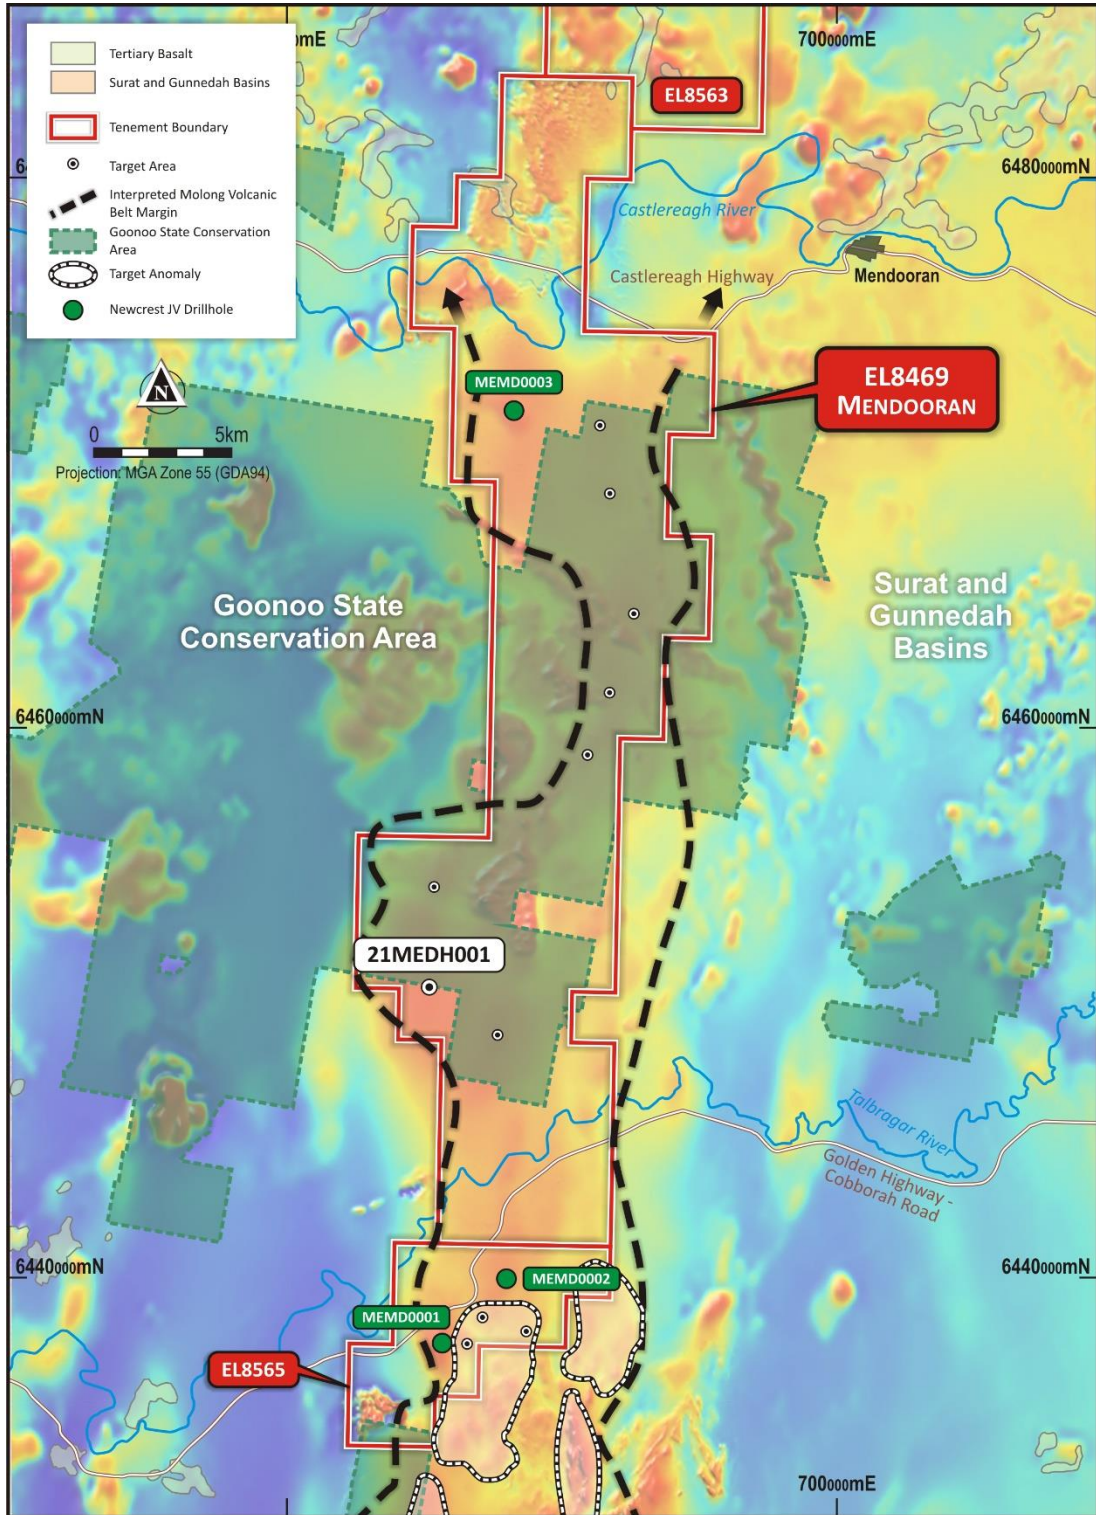 Tertiary Basalt
Surat and Gunnedah Basins
Tenement Boundary
Target Area
Interpreted Molong Volcanic
Belt Margin
Goonoo State Conservation
Area
Target Anomaly
Newcrest JV Drillhole
mE
700000mE
EL8563
6480000mN
Castlereagh River
Castlereagh Highway
Mendooran
N
0 5km
Projection: MGA Zone 55 (GDA94)
MEMD0003
EL8469
MENDOORAN
Goonoo State
Conservation Area
Surat and
Gunnedah
Basins
6460000mN
6460000mN
21MEDH001
Talbragar River
Golden Highway -
Cobborah Road
6440000mN
6440000mN
MEMD0002
MEMD0001
EL8565
700000mE